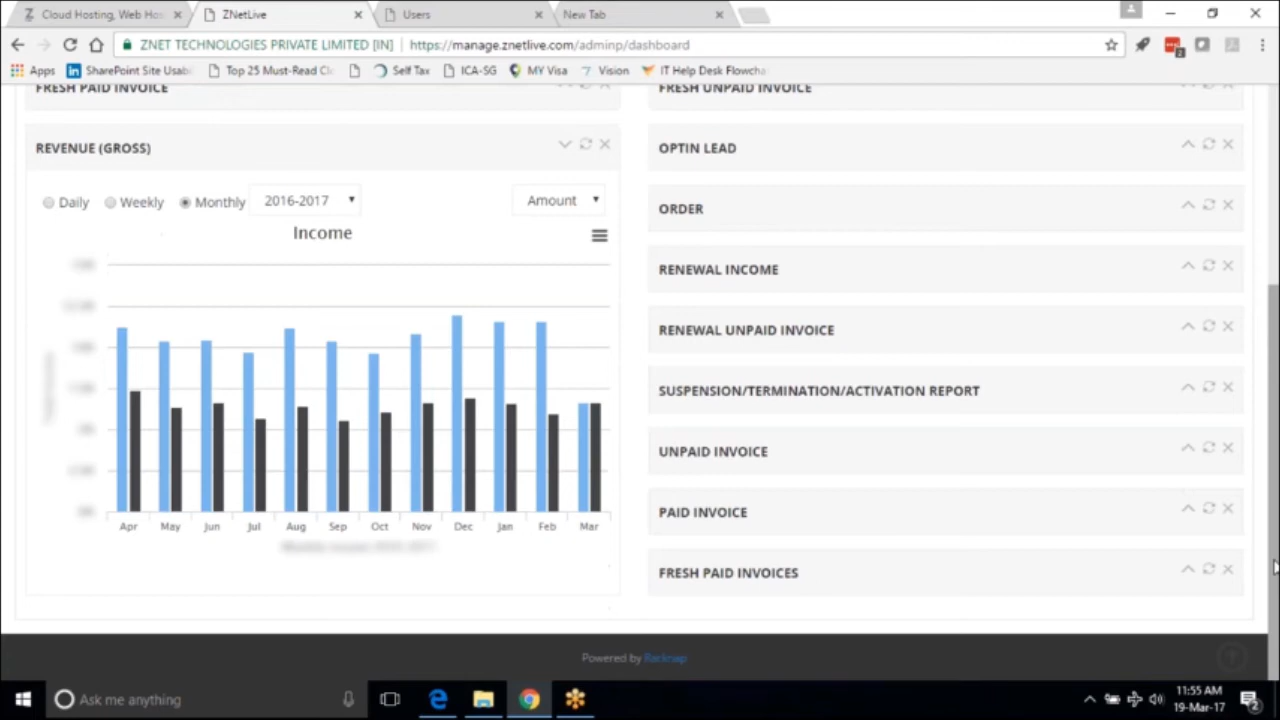 Cloud Hosting, Web Hos
ZNetLive
Users
New Tab
ZNET TECHNOLOGIES PRIVATE LIMITED [IN]
https://manage.znetlive.com/adminp/dashboard
Apps
SharePoint Site Usab
Top 25 Must-Read Cl
Self Tax
ICA-SG
MY Visa
Vision
IT Help Desk Flowcha
FRESH PAID INVOICE
FRESH UNPAID INVOICE
REVENUE (GROSS)
Daily
Weekly
Monthly
2016-2017
Amount
Income
Apr May Jun Jul Aug Sep Oct Nov Dec Jan Feb Mar
OPTIN LEAD
ORDER
RENEWAL INCOME
RENEWAL UNPAID INVOICE
SUSPENSION/TERMINATION/ACTIVATION REPORT
UNPAID INVOICE
PAID INVOICE
FRESH PAID INVOICES
Powered by Racknap
Ask me anything
11:55 AM
19-Mar-17
2